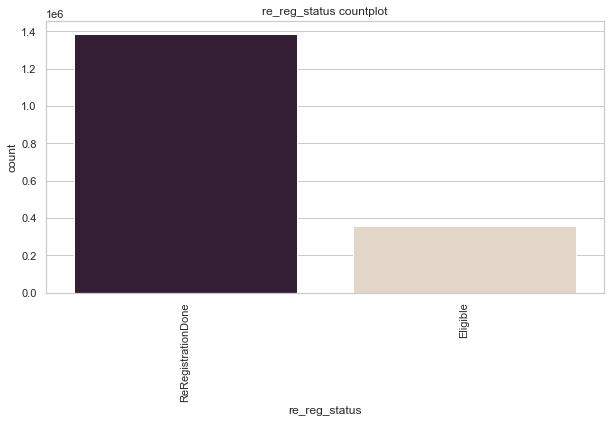 re_reg_status countplot
1e6
1.4
1.2
1.0
0.8
0.6
0.4
0.2
0.0
count
ReRegistrationDone
Eligible
re_reg_status